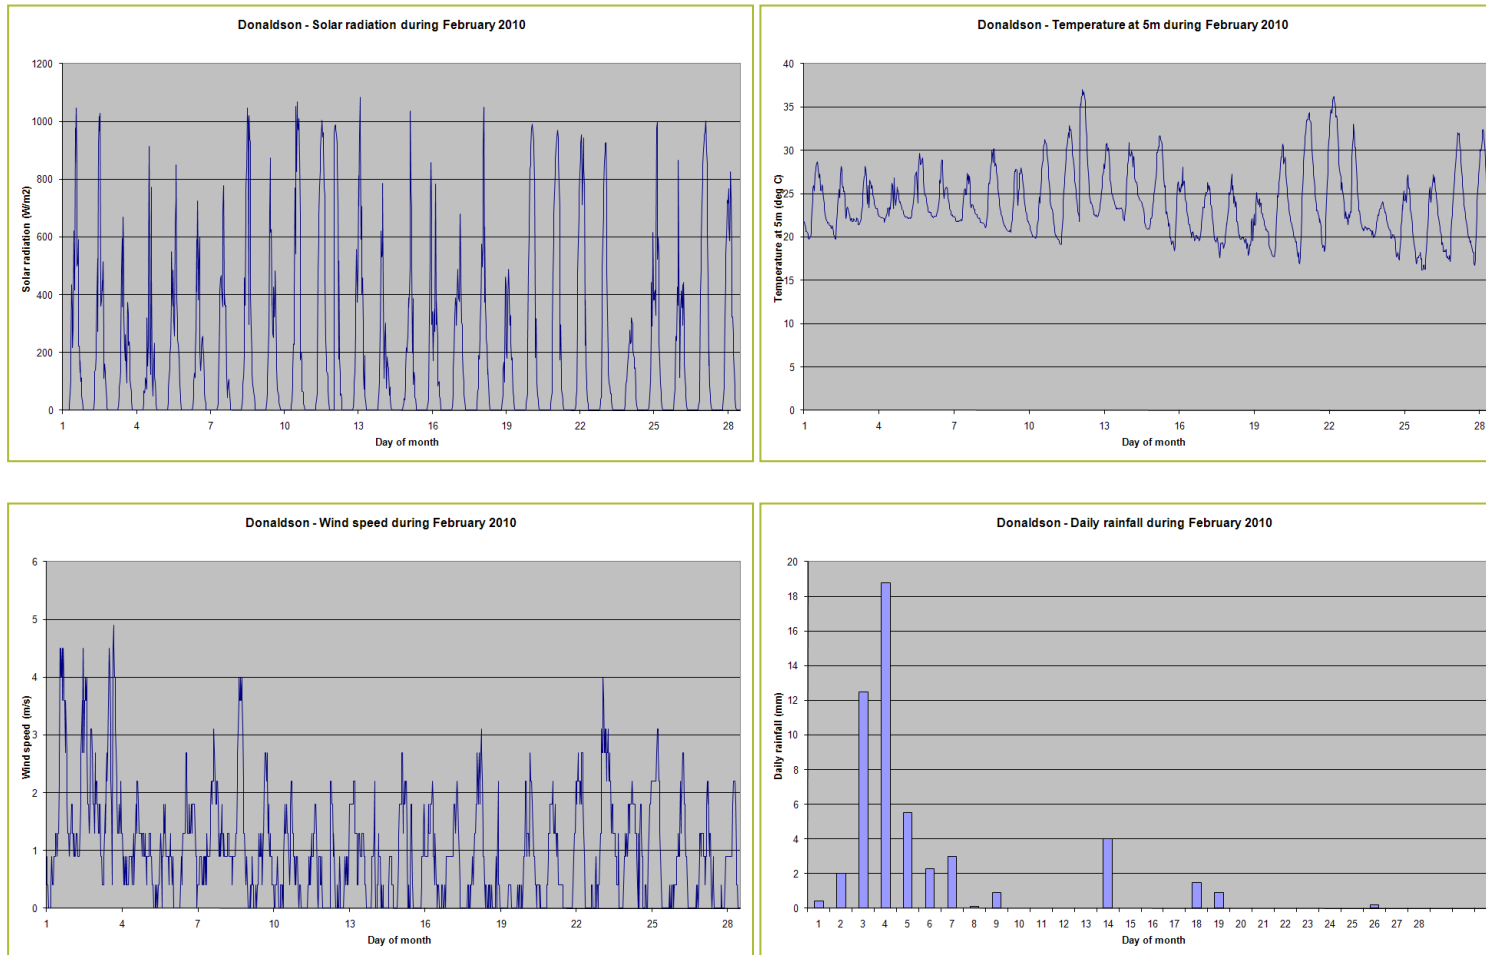 Donaldson - Solar radiation during February 2010
1200
1000
800
600
400
200
0
Solar radiation (W/m2)
1 4 7 10 13 16 19 22 25 28
Day of month
Donaldson - Temperature at 5m during February 2010
40
35
30
25
20
15
10
5
0
Temperature at 5m (deg C)
1 4 7 10 13 16 19 22 25 28
Day of month
Donaldson - Wind speed during February 2010
6
5
4
3
2
1
0
Wind speed (m/s)
1 4 7 10 13 16 19 22 25 28
Day of month
Donaldson - Daily rainfall during February 2010
20
18
16
14
12
10
8
6
4
2
0
Daily rainfall (mm)
1 2 3 4 5 6 7 8 9 10 11 12 13 14 15 16 17 18 19 20 21 22 23 24 25 26 27 28
Day of month